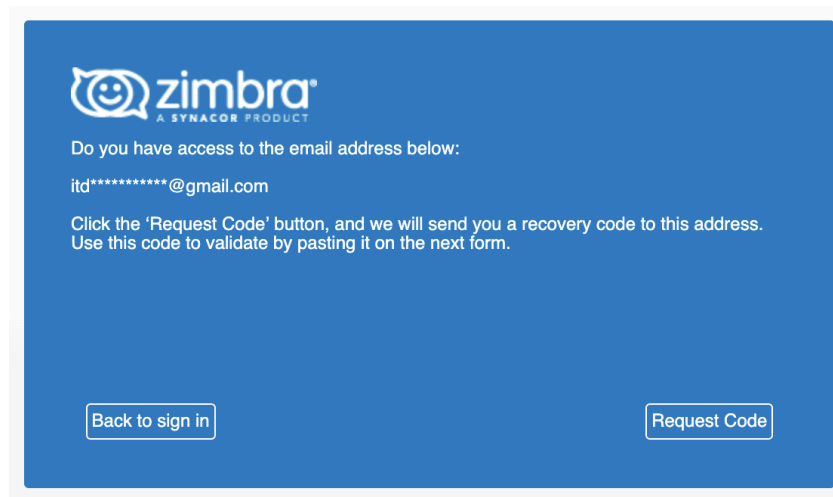 zimbra®
A SYNACOR PRODUCT
Do you have access to the email address below:
itd***********@gmail.com
Click the ‘Request Code’ button, and we will send you a recovery code to this address.
Use this code to validate by pasting it on the next form.
Back to sign in
Request Code